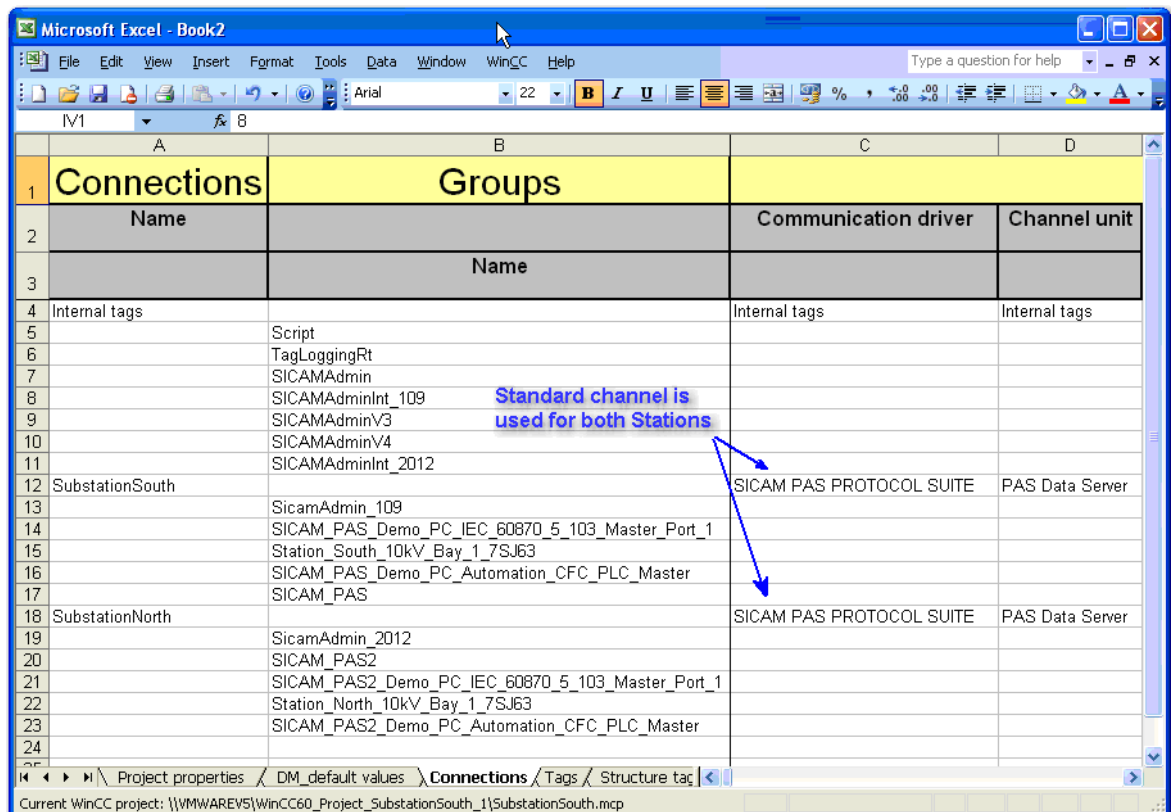 Microsoft Excel - Book2
File Edit View Insert Format Tools Data Window WinCC Help Type a question for help
Arial 22 B I U % , A
IV1 fx 8
A B C D
1 Connections Groups
2 Name Communication driver Channel unit
3 Name
4 Internal tags Internal tags Internal tags
5 Script
6 TagLoggingRt
7 SICAMAdmin
8 SICAMAdminInt_109
9 SICAMAdminV3
10 SICAMAdminV4
11 SICAMAdminInt_2012
Standard channel is
used for both Stations
12 SubstationSouth SICAM PAS PROTOCOL SUITE PAS Data Server
13 SicamAdmin_109
14 SICAM_PAS_Demo_PC_IEC_60870_5_103_Master_Port_1
15 Station_South_10kV_Bay_1_7SJ63
16 SICAM_PAS_Demo_PC_Automation_CFC_PLC_Master
17 SICAM_PAS
18 SubstationNorth SICAM PAS PROTOCOL SUITE PAS Data Server
19 SicamAdmin_2012
20 SICAM_PAS2
21 SICAM_PAS2_Demo_PC_IEC_60870_5_103_Master_Port_1
22 Station_North_10kV_Bay_1_7SJ63
23 SICAM_PAS2_Demo_PC_Automation_CFC_PLC_Master
24
Project properties DM_default values Connections Tags Structure tag
Current WinCC project: \\VMWAREV5\WinCC60_Project_SubstationSouth_1\SubstationSouth.mcp